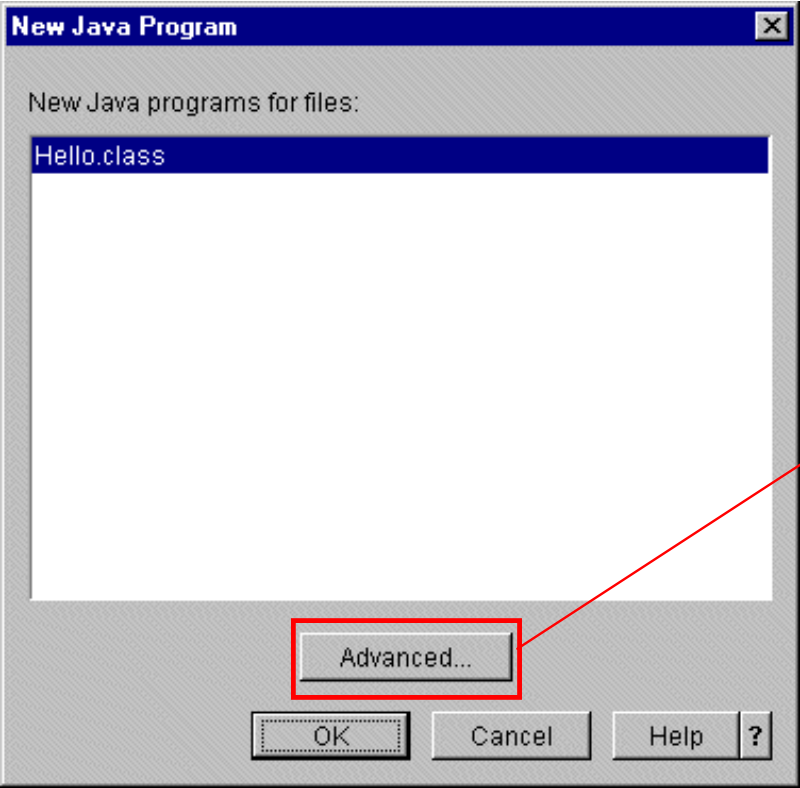 New Java Program
New Java programs for files:
Hello.class
Advanced...
OK Cancel Help ?